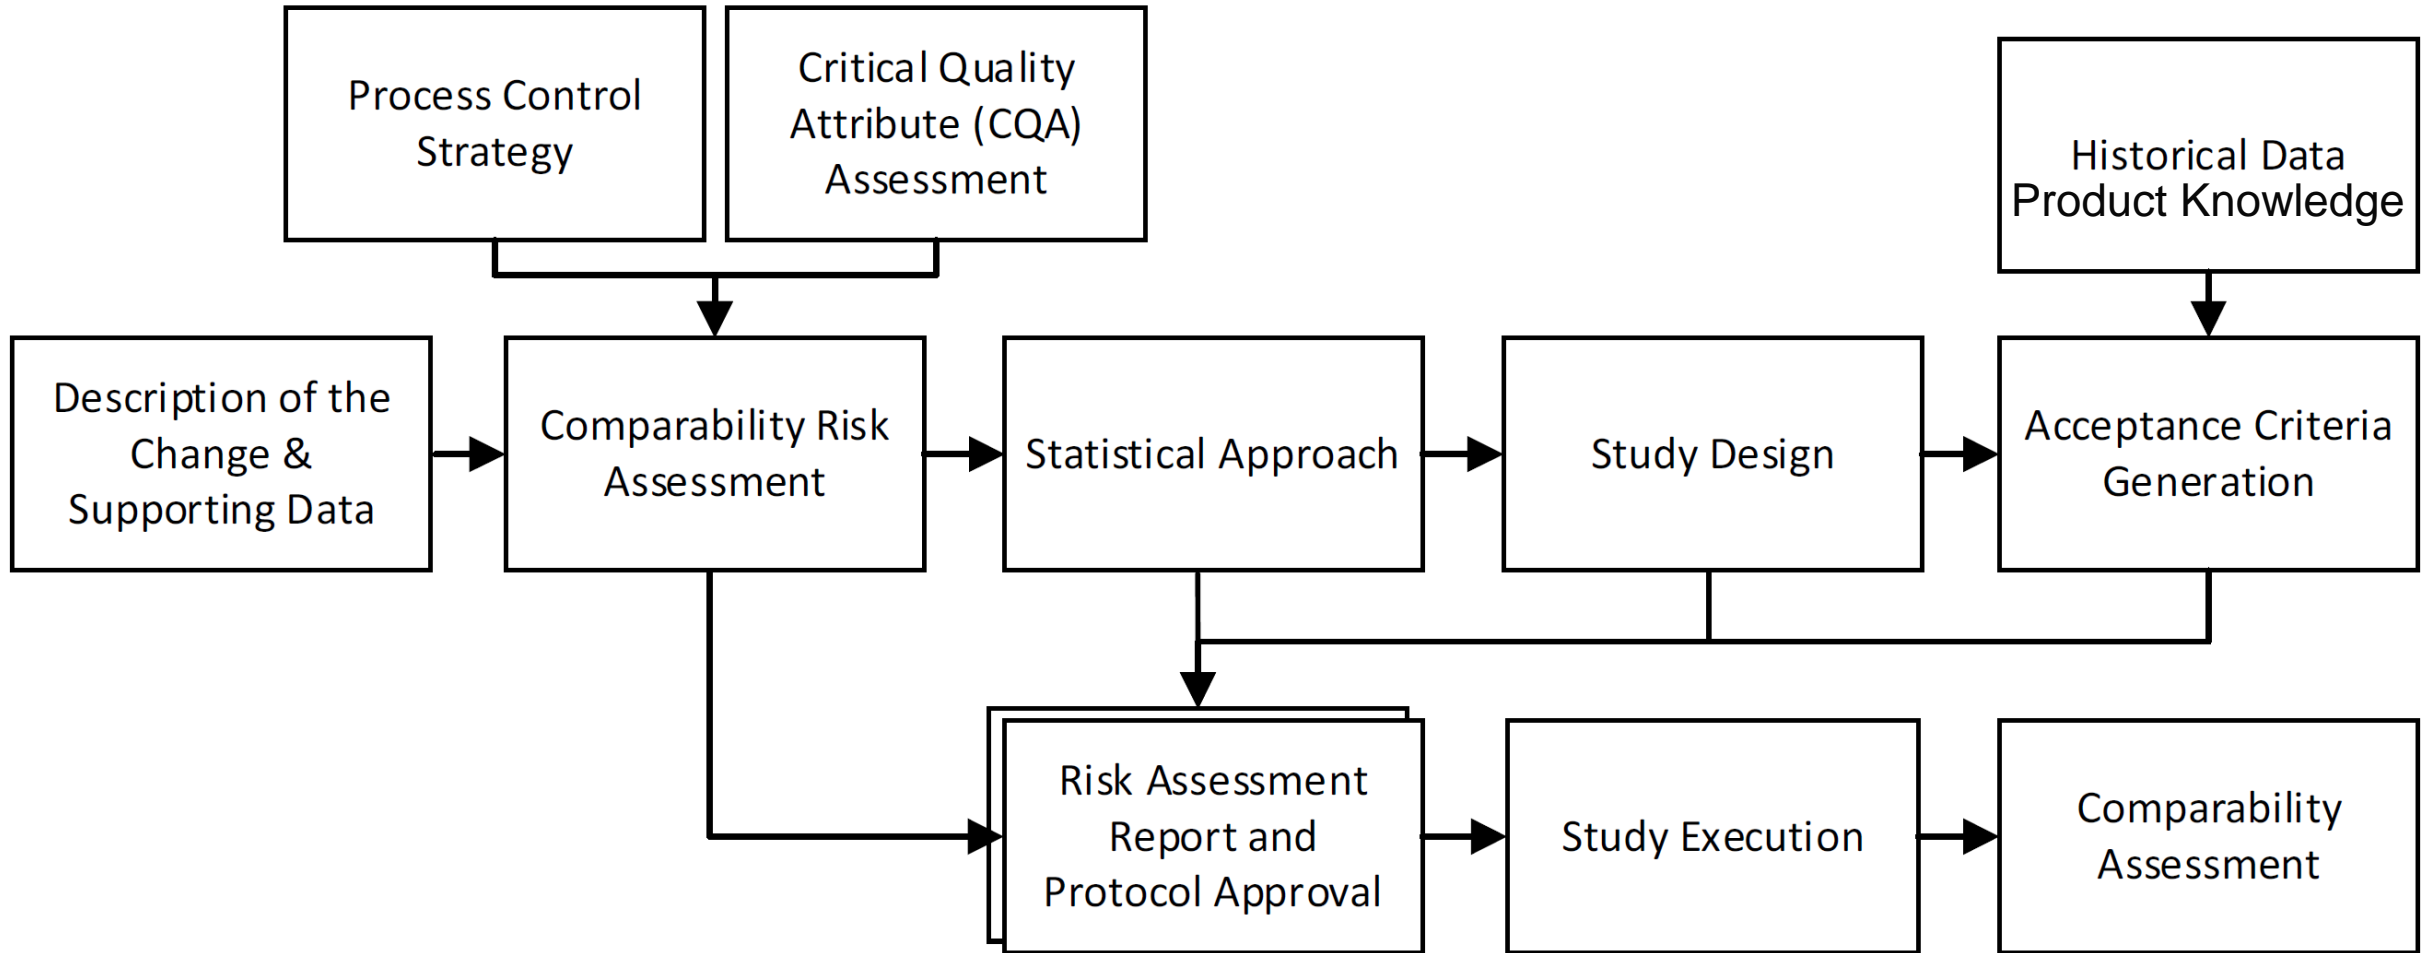 Process Control
Strategy
Critical Quality
Attribute (CQA)
Assessment
Historical Data
Product Knowledge
Description of the
Change &
Supporting Data
Comparability Risk
Assessment
Statistical Approach
Study Design
Acceptance Criteria
Generation
Risk Assessment
Report and
Protocol Approval
Study Execution
Comparability
Assessment